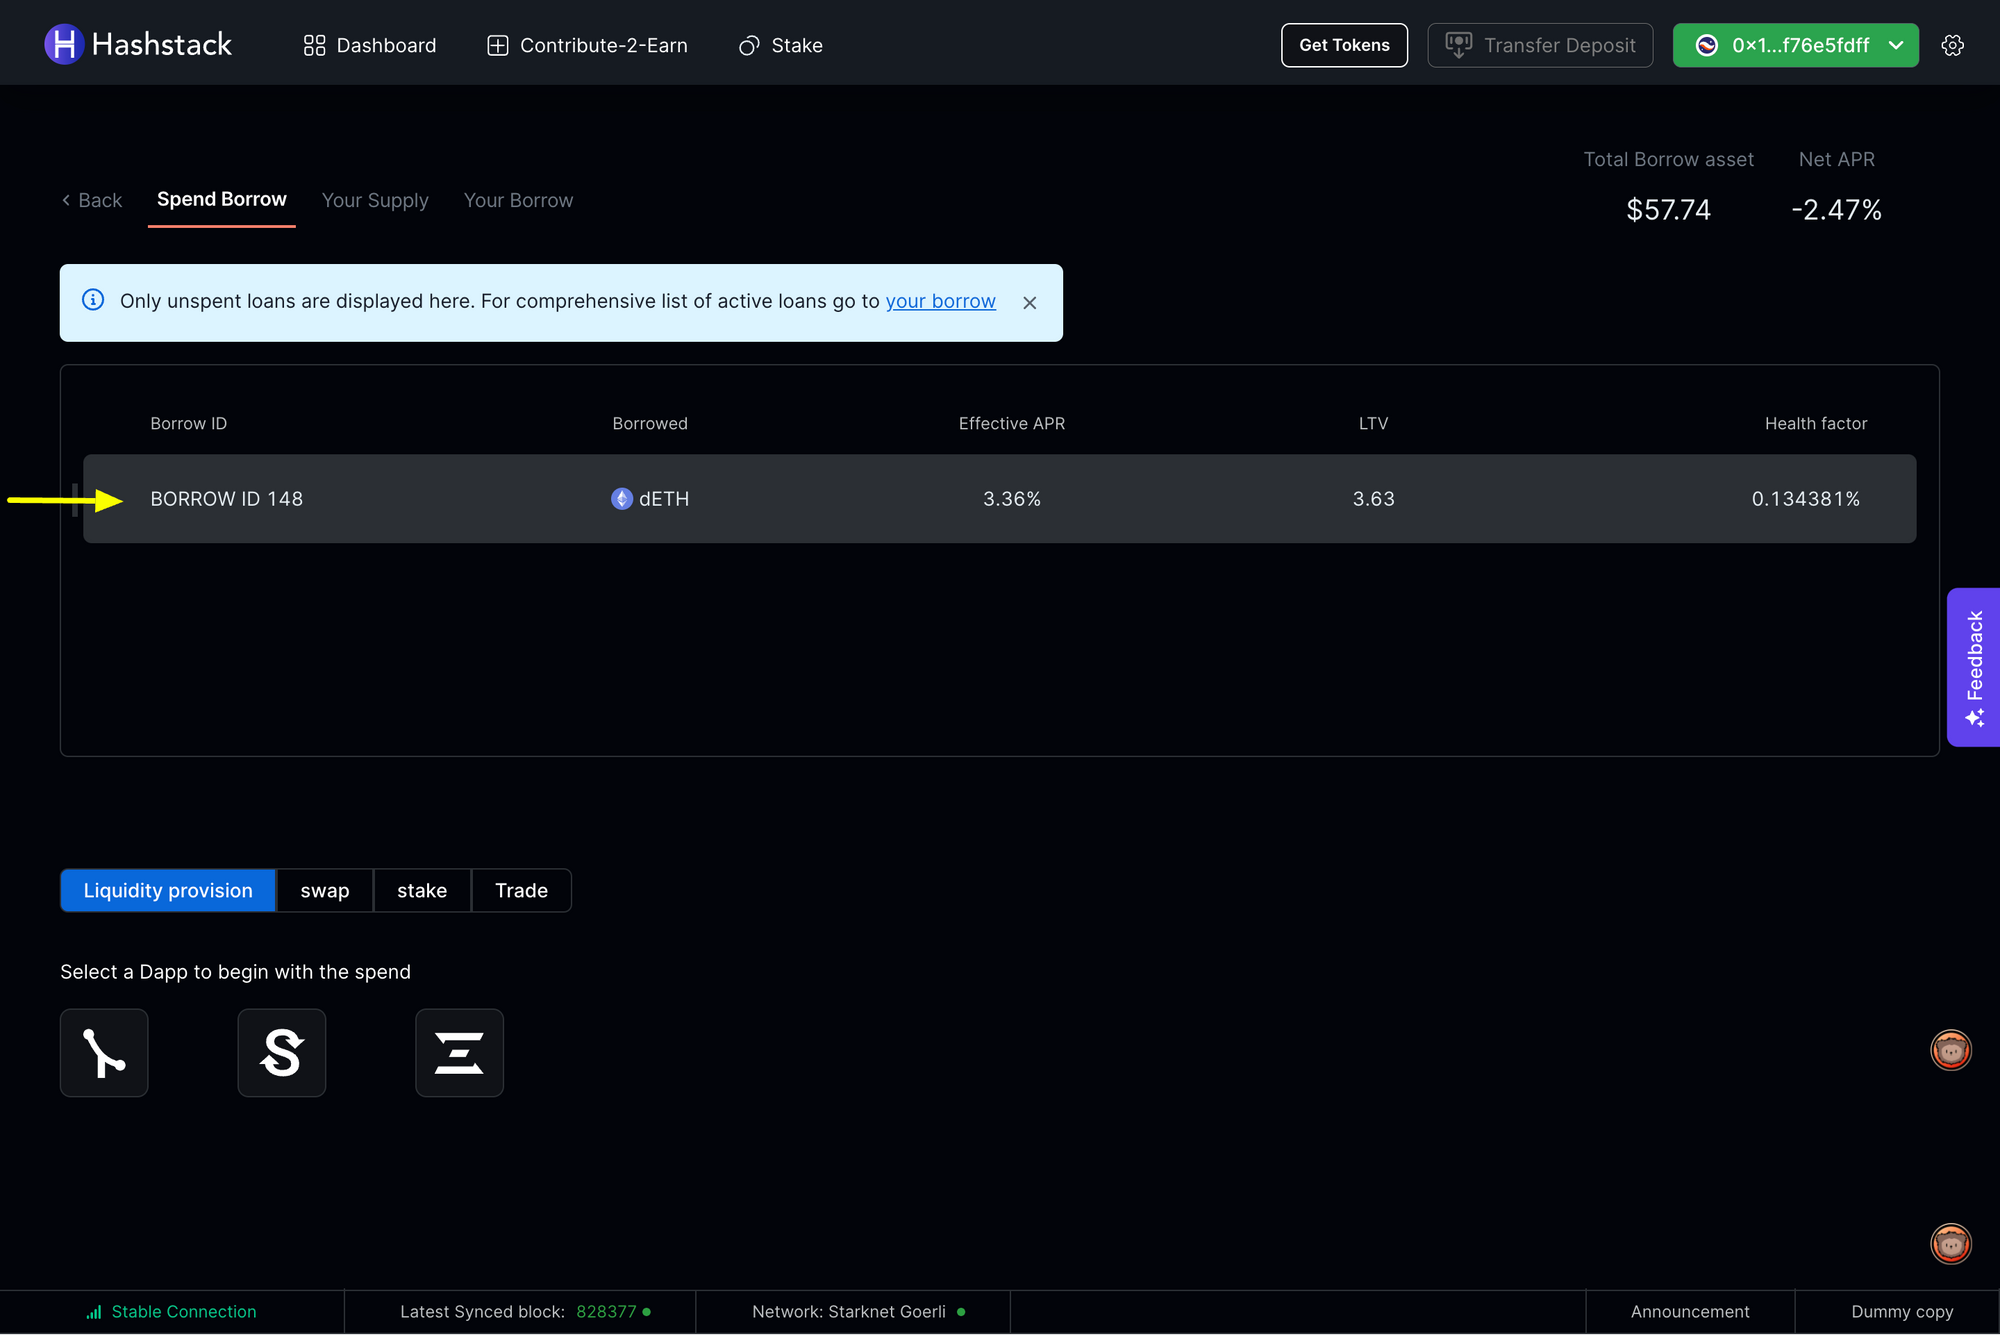 Hashstack
Dashboard
Contribute-2-Earn
Stake
Get Tokens
Transfer Deposit
0x1...f76e5fdff
Total Borrow asset
Net APR
Back
Spend Borrow
Your Supply
Your Borrow
$57.74
-2.47%
Only unspent loans are displayed here. For comprehensive list of active loans go to your borrow
Borrow ID
Borrowed
Effective APR
LTV
Health factor
BORROW ID 148
dETH
3.36%
3.63
0.134381%
Feedback
Liquidity provision
swap
stake
Trade
Select a Dapp to begin with the spend
Stable Connection
Latest Synced block: 828377
Network: Starknet Goerli
Announcement
Dummy copy